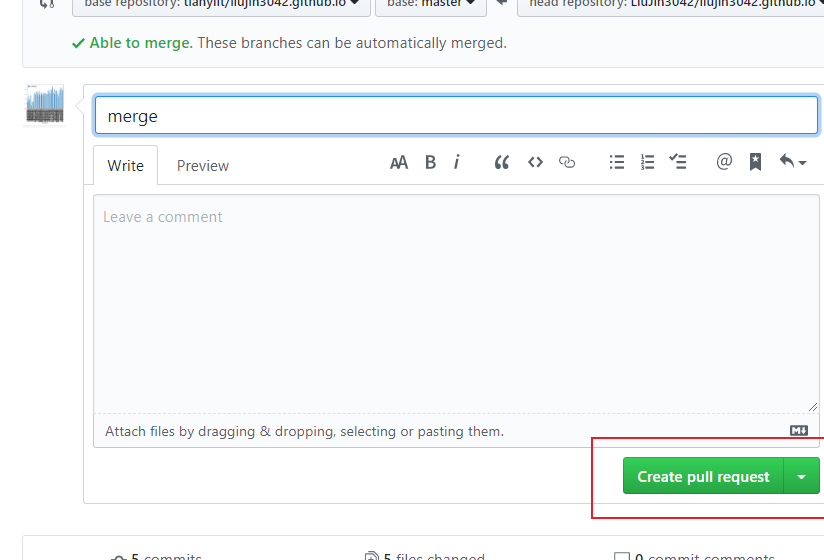 base repository: tianylit/liujin3042.github.io base: master head repository: LiuJin3042/liujin3042.github.io
Able to merge. These branches can be automatically merged.
merge
Write Preview AA B i
Leave a comment
Attach files by dragging & dropping, selecting or pasting them.
Create pull request
5 commits 5 files changed 0 commit comments